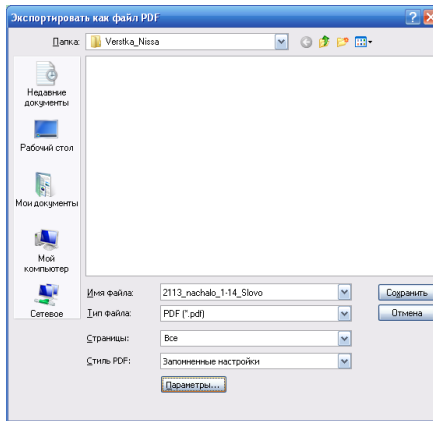 Экспортировать как файл PDF
Папка: Verstka_Nissa
Недавние
документы
Рабочий стол
Мои документы
Мой
компьютер
Сетевое
Имя файла: 2113_nachalo_1-14_Slovo Сохранить
Тип файла: PDF (*.pdf) Отмена
Страницы: Все
Стиль PDF: Запомненные настройки
Параметры...